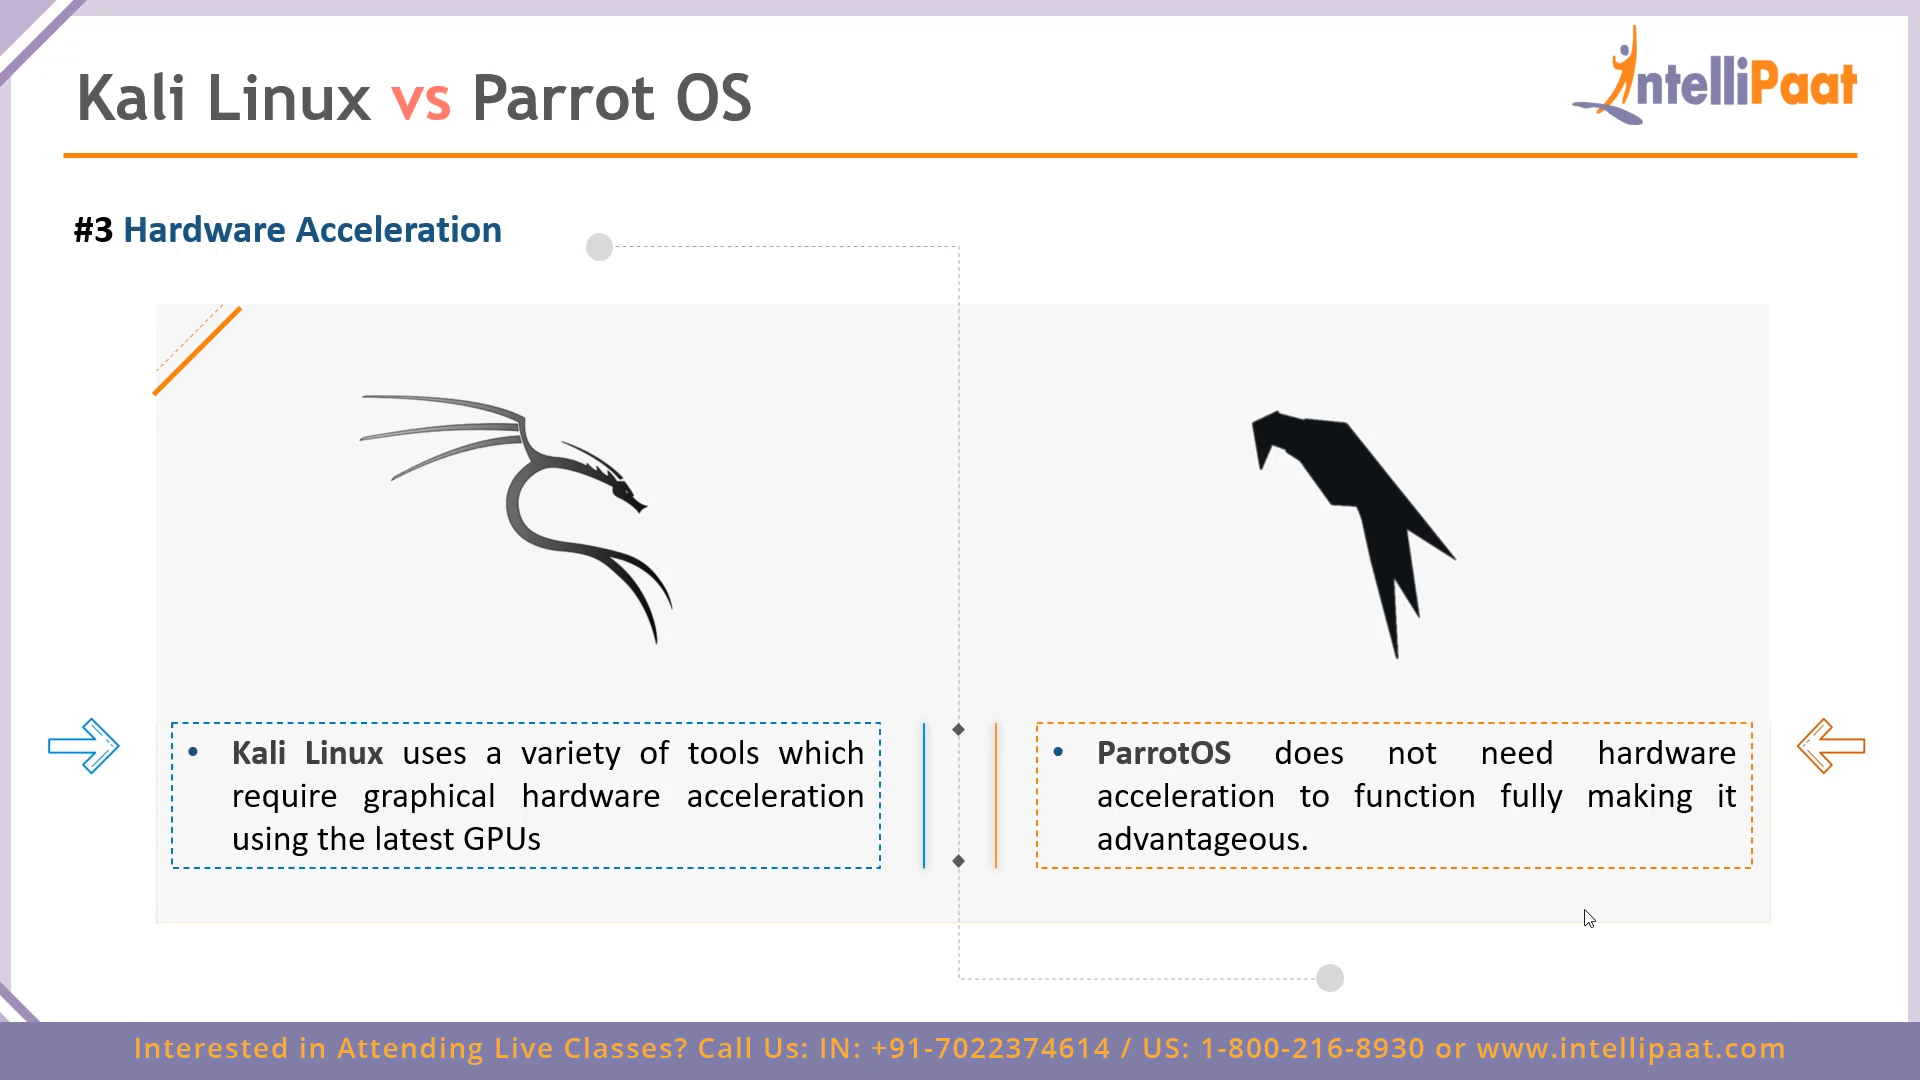 Kali Linux vs Parrot OS
IntelliPaat
#3 Hardware Acceleration
• Kali Linux uses a variety of tools which
require graphical hardware acceleration
using the latest GPUs
• ParrotOS does not need hardware
acceleration to function fully making it
advantageous.
Interested in Attending Live Classes? Call Us: IN: +91-7022374614 / US: 1-800-216-8930 or www.intellipaat.com